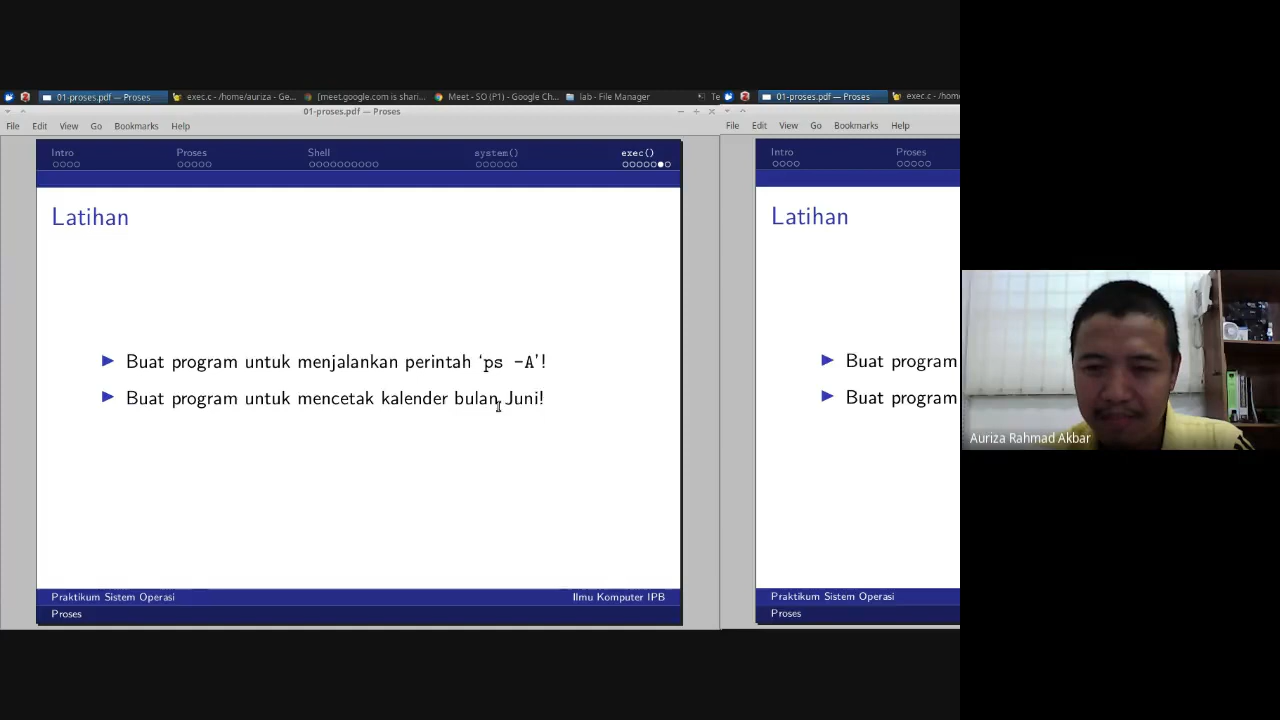 01-proses.pdf — Proses
exec.c - /home/auriza - Ge...
[meet.google.com is shari...
Meet - SO (P1) - Google Ch...
lab - File Manager
Te
01-proses.pdf — Proses
exec.c - /hom
01-proses.pdf — Proses
File Edit View Go Bookmarks Help
File Edit View Go Bookmarks Help
Intro Proses Shell system() exec()
Intro Proses
Latihan
Latihan
Buat program untuk menjalankan perintah ‘ps -A’!
Buat program
Buat program untuk mencetak kalender bulan Juni!
Buat program
Auriza Rahmad Akbar
Praktikum Sistem Operasi Ilmu Komputer IPB
Praktikum Sistem Operasi
Proses
Proses